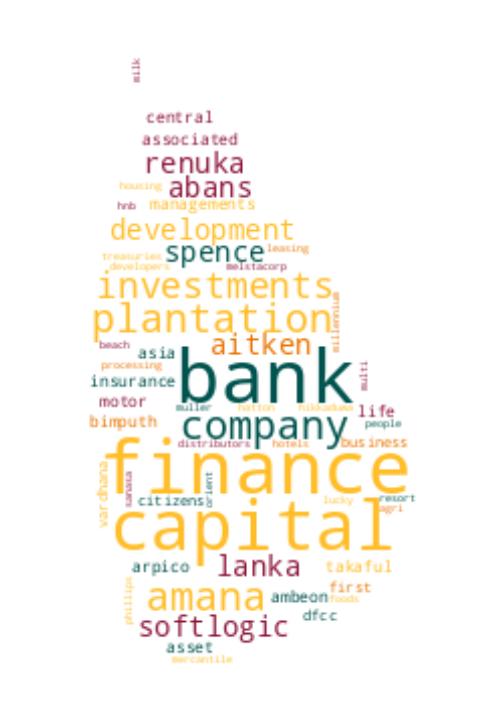 milk
central
associated
renuka
housing abans
hnb managements
development
spence leasing
treasuries
developers melstacorp
investments
plantation millennium
beach asia aitken
processing
insurance bank multi
motor muller hatton hikkaduwa life
bimputh company people
distributors hotels business
finance
vardhana sanasa citizens orient lucky resort
capital agri
arpico lanka takaful
first
phillips amana ambeon foods
softlogic dfcc
asset
mercantile